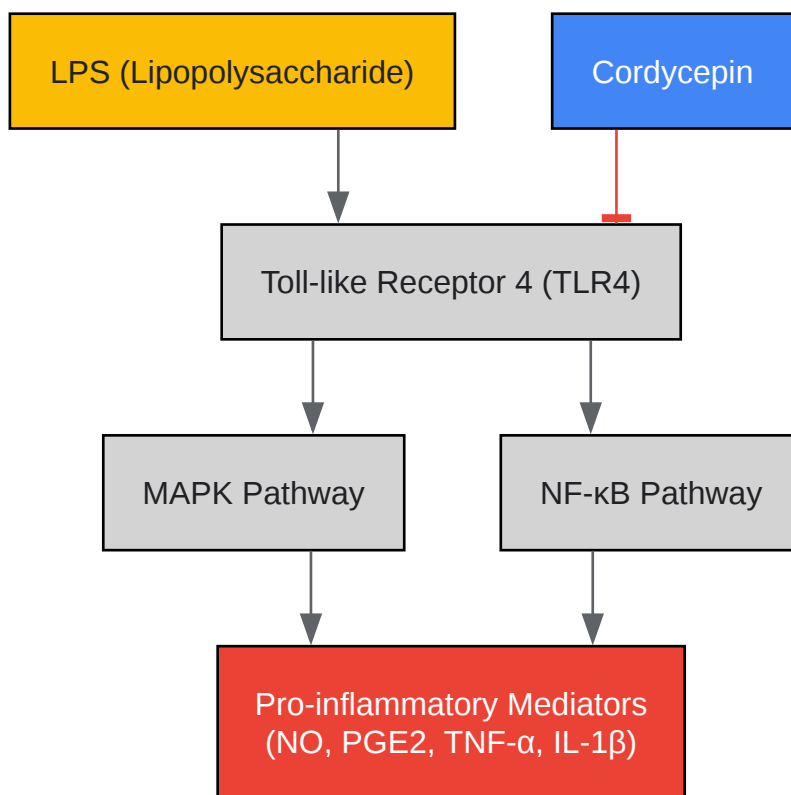 LPS (Lipopolysaccharide)
Cordycepin
Toll-like Receptor 4 (TLR4)
MAPK Pathway
NF-κB Pathway
Pro-inflammatory Mediators
(NO, PGE2, TNF-α, IL-1β)